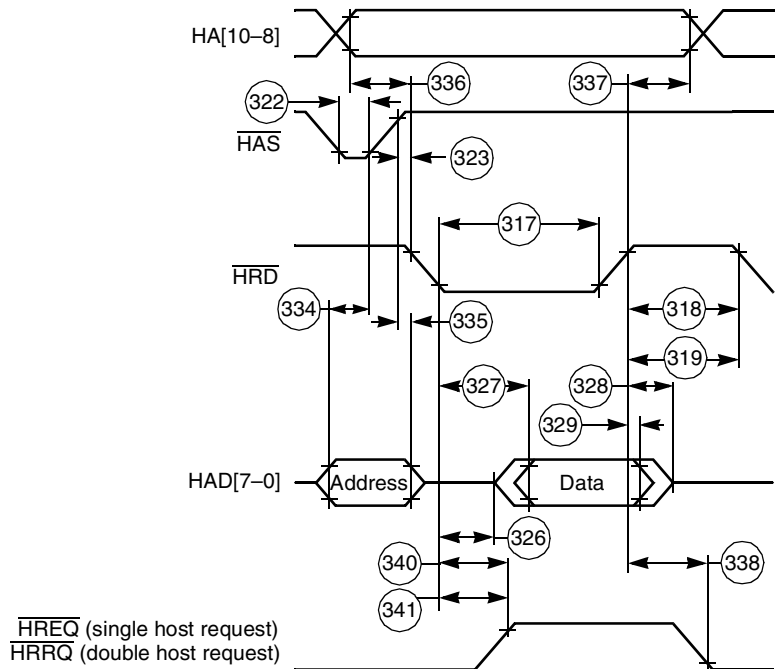 HA[10–8]
336
337
322
HAS
323
317
HRD
334
335
318
319
327
328
329
HAD[7–0]
Address
Data
326
340
338
341
HREQ (single host request)
HRRQ (double host request)